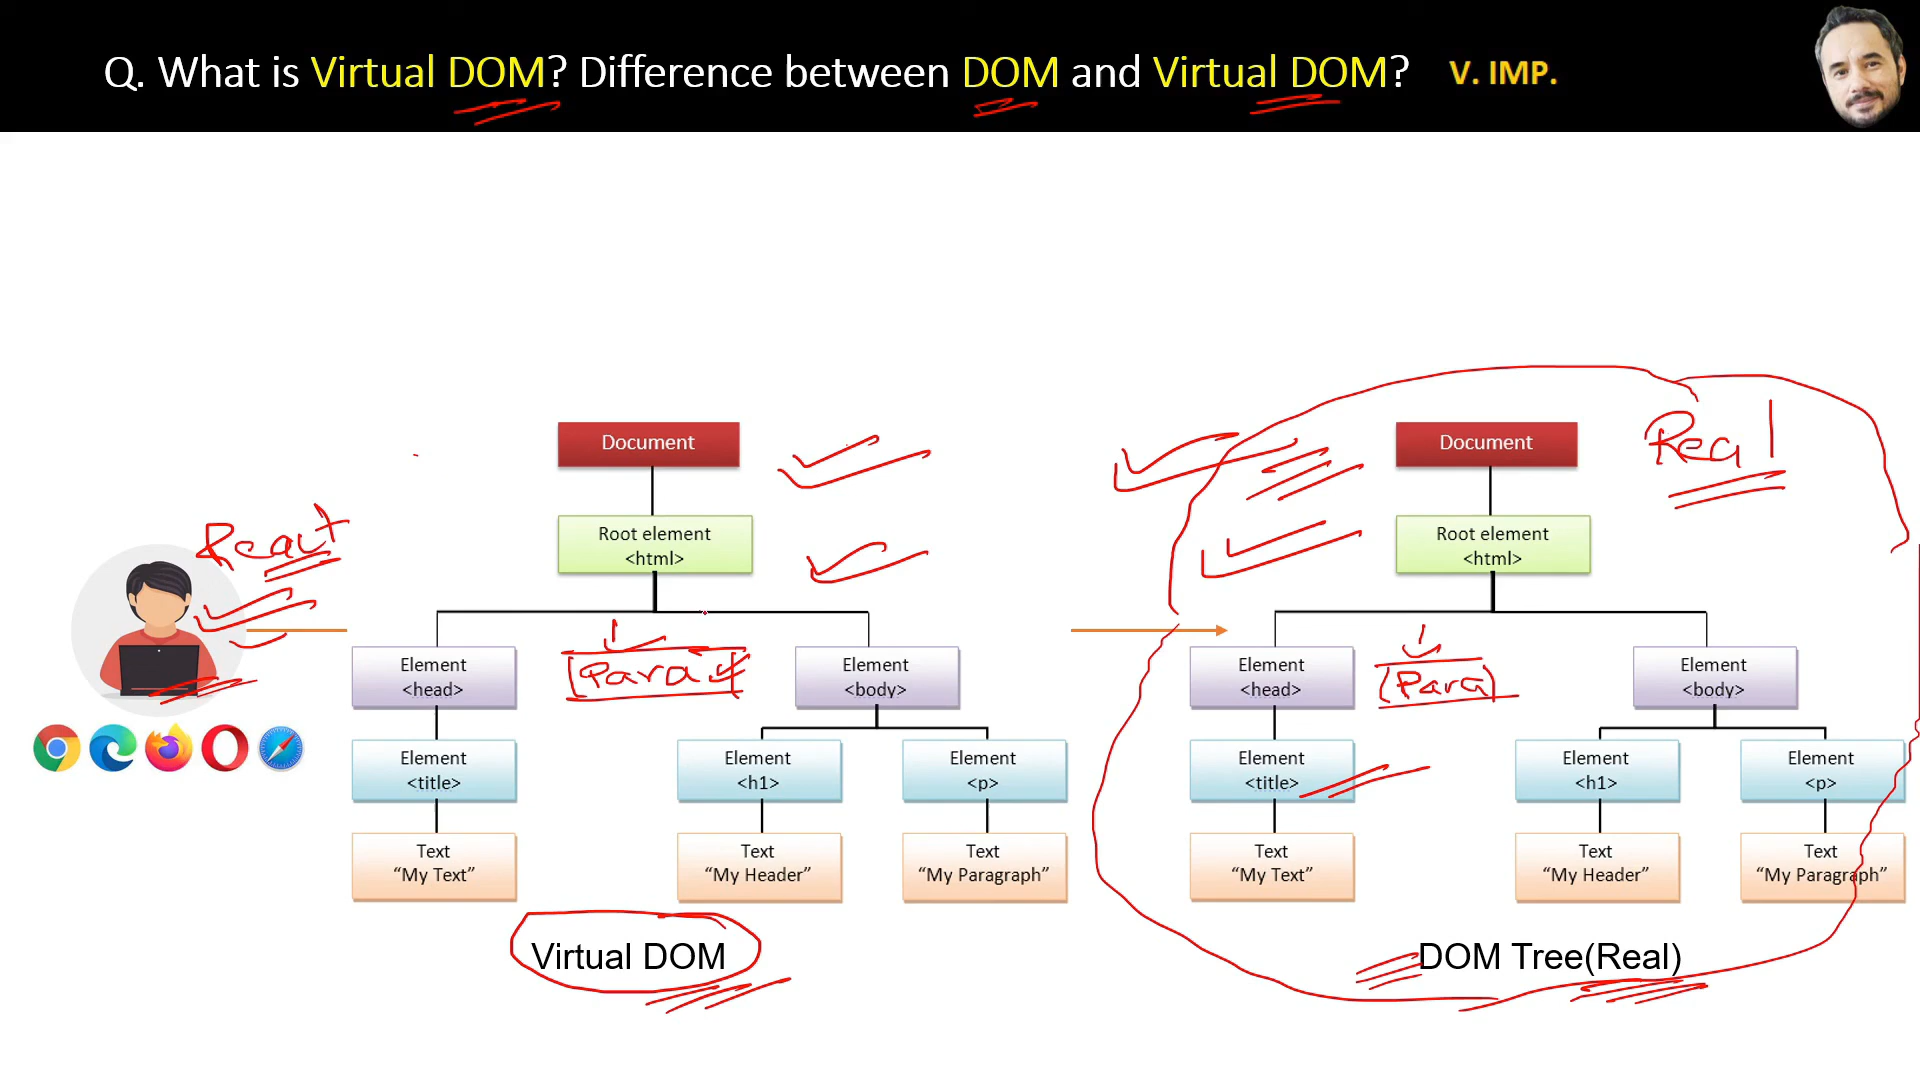 Q. What is Virtual DOM? Difference between DOM and Virtual DOM? V. IMP.
React
Document
Root element
<html>
Para
Element
<head>
Element
<body>
Element
<title>
Element
<h1>
Element
<p>
Text
“My Text”
Text
“My Header”
Text
“My Paragraph”
Virtual DOM
Real
Document
Root element
<html>
Para
Element
<head>
Element
<body>
Element
<title>
Element
<h1>
Element
<p>
Text
“My Text”
Text
“My Header”
Text
“My Paragraph”
DOM Tree(Real)